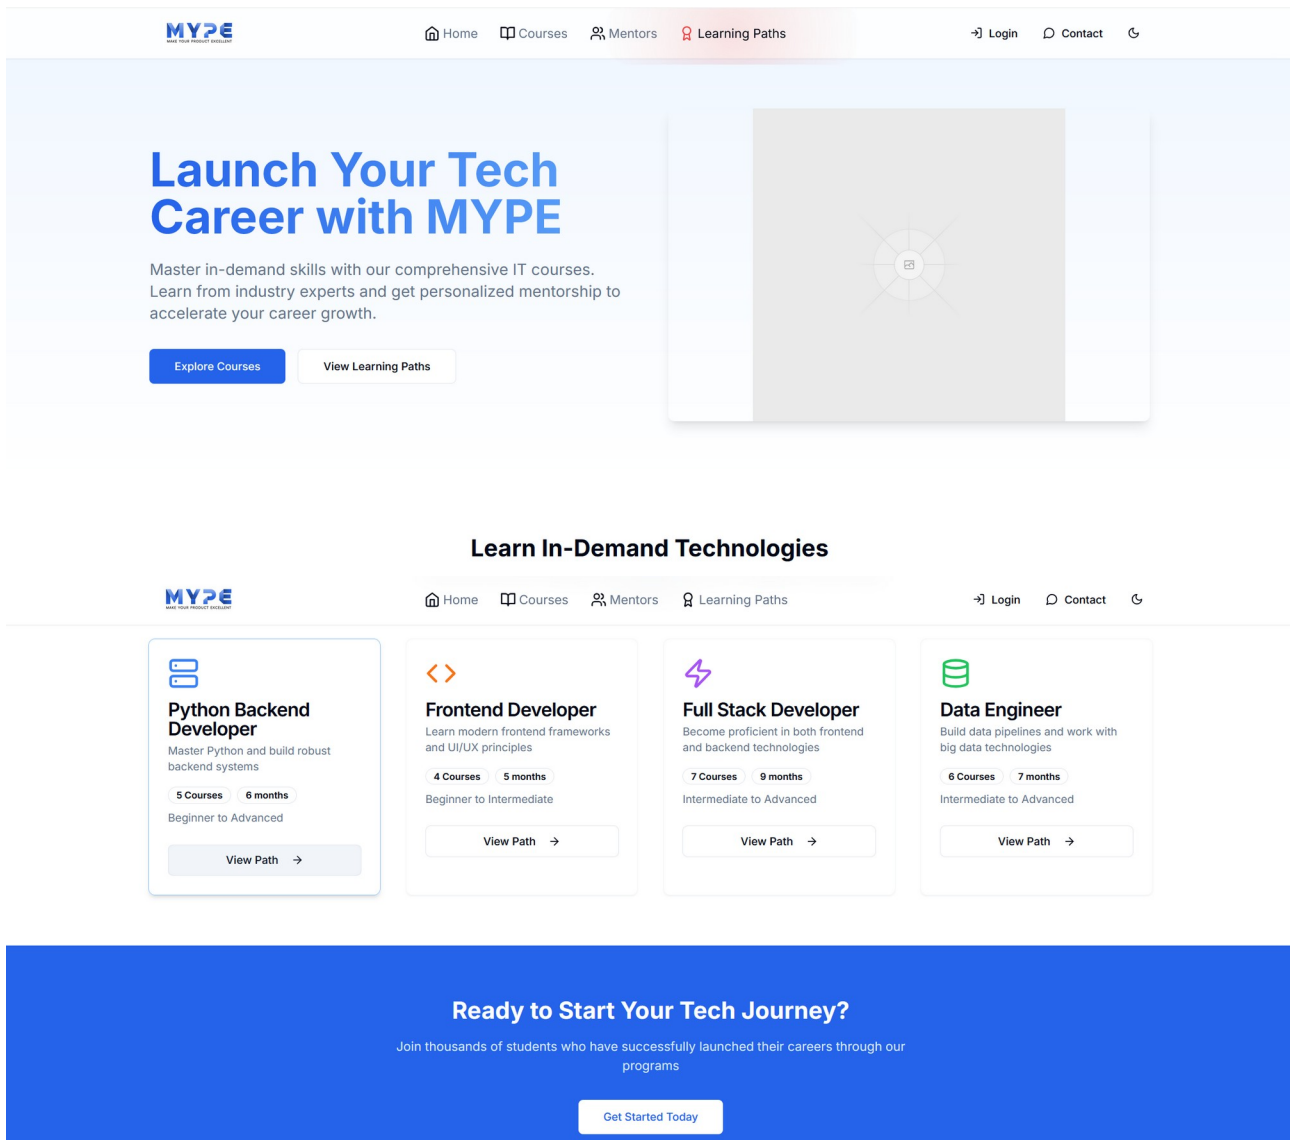 MYPE
MAKE YOUR PRODUCT EXCELLENT
Home
Courses
Mentors
Learning Paths
Login
Contact
Launch Your Tech
Career with MYPE
Master in-demand skills with our comprehensive IT courses.
Learn from industry experts and get personalized mentorship to
accelerate your career growth.
Explore Courses
View Learning Paths
Learn In-Demand Technologies
MYPE
MAKE YOUR PRODUCT EXCELLENT
Home
Courses
Mentors
Learning Paths
Login
Contact
Python Backend
Developer
Master Python and build robust
backend systems
5 Courses
6 months
Beginner to Advanced
View Path
Frontend Developer
Learn modern frontend frameworks
and UI/UX principles
4 Courses
5 months
Beginner to Intermediate
View Path
Full Stack Developer
Become proficient in both frontend
and backend technologies
7 Courses
9 months
Intermediate to Advanced
View Path
Data Engineer
Build data pipelines and work with
big data technologies
6 Courses
7 months
Intermediate to Advanced
View Path
Ready to Start Your Tech Journey?
Join thousands of students who have successfully launched their careers through our
programs
Get Started Today